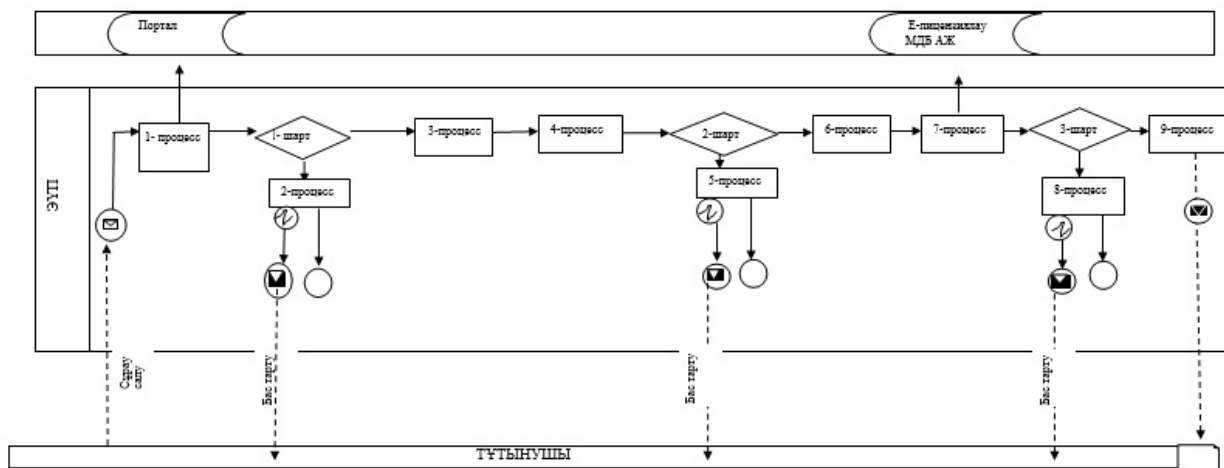 Портал
Е-лицензиялау
МДБ АЖ
1- процесс
1- шарт
3-процесс
4-процесс
2-шарт
6-процесс
7-процесс
3-шарт
9-процесс
2-процесс
5-процесс
8-процесс
ЭҮП
Сұрау
салу
Бас тарту
Бас тарту
Бас тарту
ТҰТЫНУШЫ